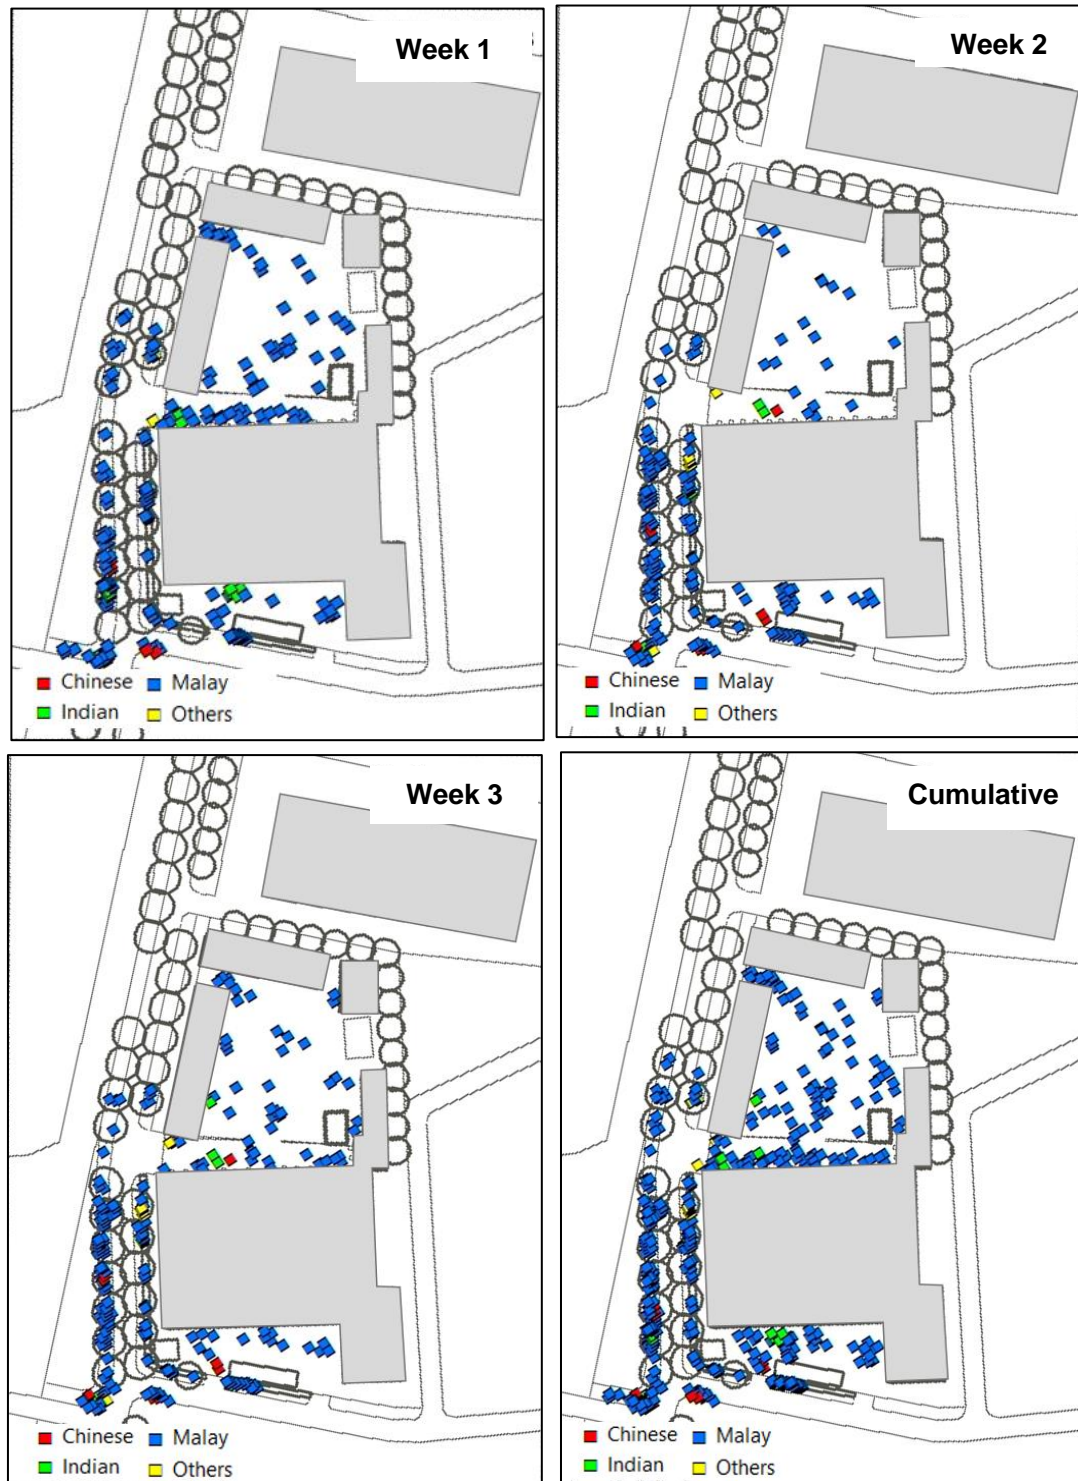 Week 1
Chinese Malay
Indian Others
Week 2
Chinese Malay
Indian Others
Week 3
Chinese Malay
Indian Others
Cumulative
Chinese Malay
Indian Others